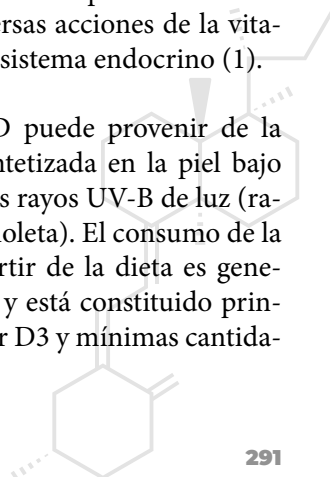 ersas acciones de la vita-
sistema endocrino (1).
D puede provenir de la
ntetizada en la piel bajo
s rayos UV-B de luz (ra-
ioleta). El consumo de la
rtir de la dieta es gene-
y está constituido prin-
r D3 y mínimas cantida-
291